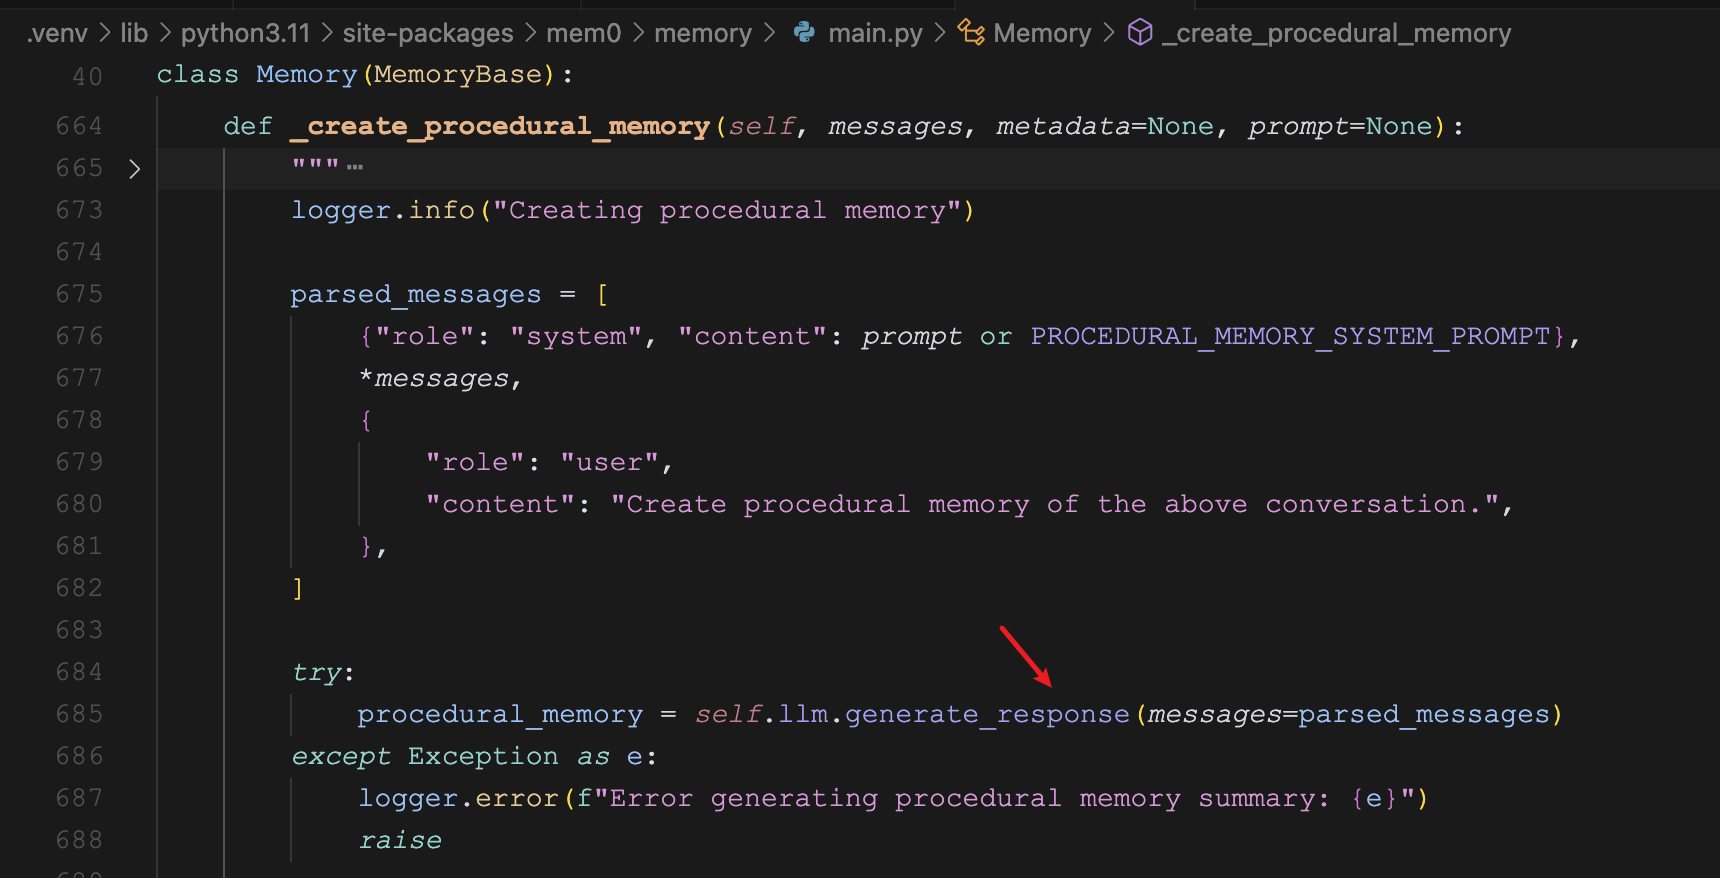 .venv > lib > python3.11 > site-packages > mem0 > memory > main.py > Memory > _create_procedural_memory
40 class Memory(MemoryBase):
664 def _create_procedural_memory(self, messages, metadata=None, prompt=None):
665 > """…
673 logger.info("Creating procedural memory")
674
675 parsed_messages = [
676 {"role": "system", "content": prompt or PROCEDURAL_MEMORY_SYSTEM_PROMPT},
677 *messages,
678 {
679 "role": "user",
680 "content": "Create procedural memory of the above conversation.",
681 },
682 ]
683
684 try:
685 procedural_memory = self.llm.generate_response(messages=parsed_messages)
686 except Exception as e:
687 logger.error(f"Error generating procedural memory summary: {e}")
688 raise